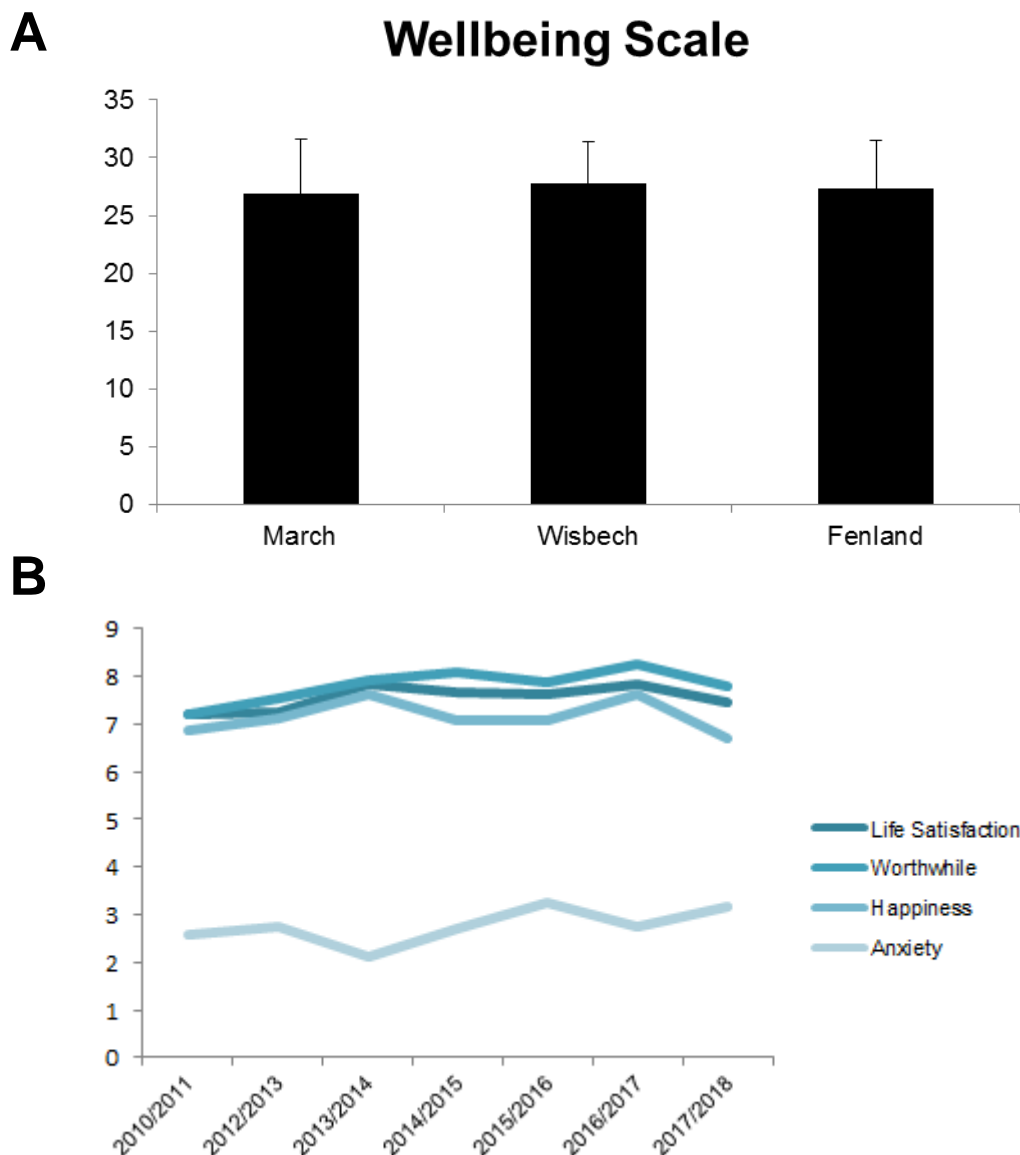 A
Wellbeing Scale
35
30
25
20
15
10
5
0
March Wisbech Fenland
B
9
8
7
6
5
4
3
2
1
0
Life Satisfaction
Worthwhile
Happiness
Anxiety
2010/2011 2012/2013 2013/2014 2014/2015 2015/2016 2016/2017 2017/2018